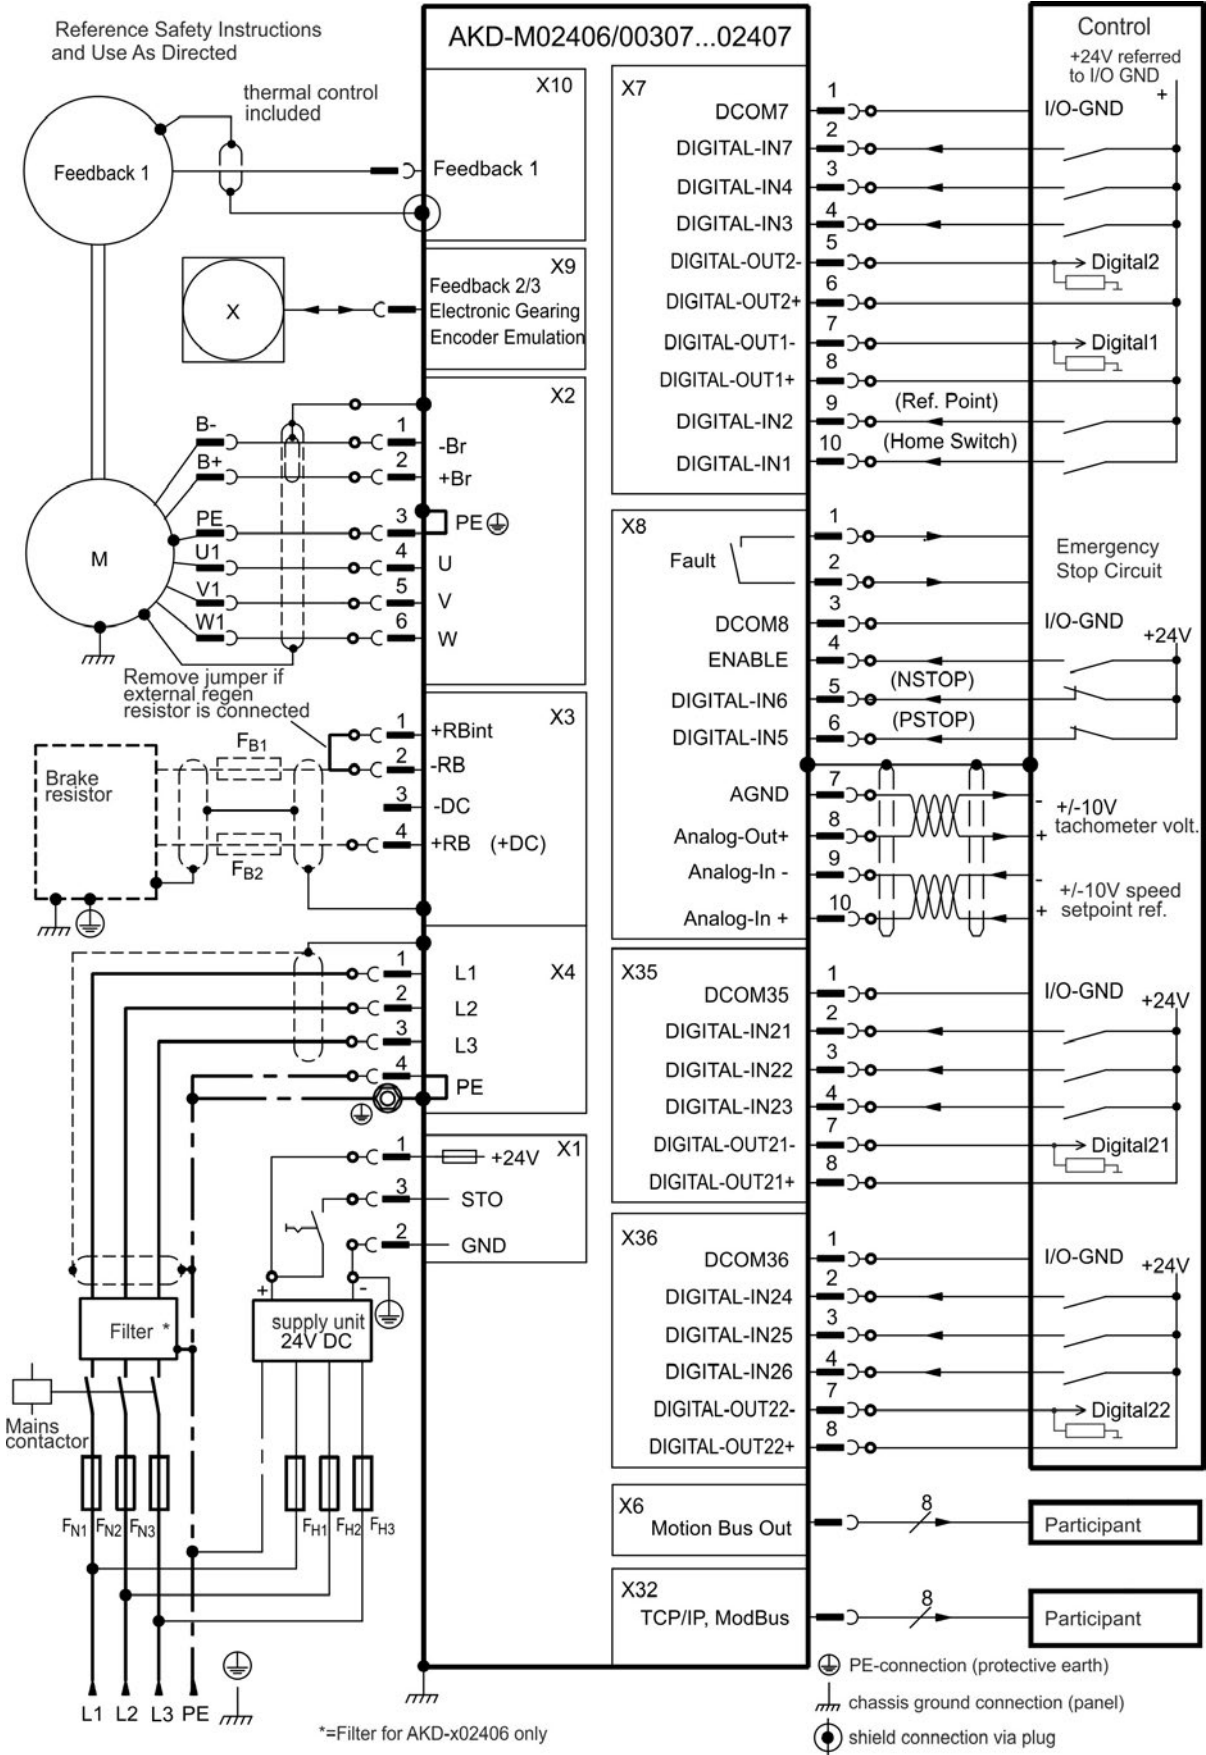 Reference Safety Instructions
and Use As Directed
AKD-M02406/00307...02407
thermal control
included
Feedback 1
X10
Feedback 1
X
X9
Feedback 2/3
Electronic Gearing
Encoder Emulation
X2
B-
1
-Br
B+
2
+Br
PE
3
PE
U1
4
U
V1
5
V
W1
6
W
M
Remove jumper if
external regen
resistor is connected
X3
FB1
1
+RBint
2
-RB
Brake
resistor
3
-DC
4
+RB (+DC)
FB2
X4
1
L1
2
L2
3
L3
4
PE
X1
1
+24V
3
STO
2
GND
+
-
supply unit
24V DC
Filter *
Mains
contactor
FN1
FN2
FN3
FH1
FH2
FH3
L1
L2
L3
PE
*=Filter for AKD-x02406 only
X7
DCOM7
1
DIGITAL-IN7
2
DIGITAL-IN4
3
DIGITAL-IN3
4
DIGITAL-OUT2-
5
DIGITAL-OUT2+
6
DIGITAL-OUT1-
7
DIGITAL-OUT1+
8
DIGITAL-IN2
9
(Ref. Point)
DIGITAL-IN1
10
(Home Switch)
Control
+24V referred
to I/O GND
+
I/O-GND
Digital2
Digital1
X8
Fault
1
2
Emergency
Stop Circuit
DCOM8
3
I/O-GND
+24V
ENABLE
4
DIGITAL-IN6
5
(NSTOP)
DIGITAL-IN5
6
(PSTOP)
AGND
7
-
Analog-Out+
8
+
+/-10V
tachometer volt.
Analog-In -
9
-
Analog-In +
10
+
+/-10V speed
setpoint ref.
X35
DCOM35
1
I/O-GND
+24V
DIGITAL-IN21
2
DIGITAL-IN22
3
DIGITAL-IN23
4
DIGITAL-OUT21-
7
Digital21
DIGITAL-OUT21+
8
X36
DCOM36
1
I/O-GND
+24V
DIGITAL-IN24
2
DIGITAL-IN25
3
DIGITAL-IN26
4
DIGITAL-OUT22-
7
Digital22
DIGITAL-OUT22+
8
X6
Motion Bus Out
8
Participant
X32
TCP/IP, ModBus
8
Participant
PE-connection (protective earth)
chassis ground connection (panel)
shield connection via plug